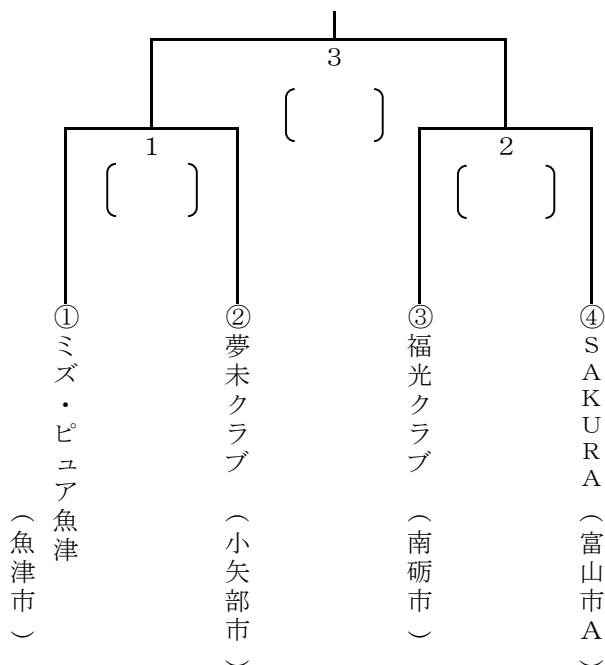 3
1
2
①ミズ・ピュア魚津
（魚津市）
②夢未クラブ（小矢部市）
③福光クラブ（南砺市）
④SAKURA（富山市A）